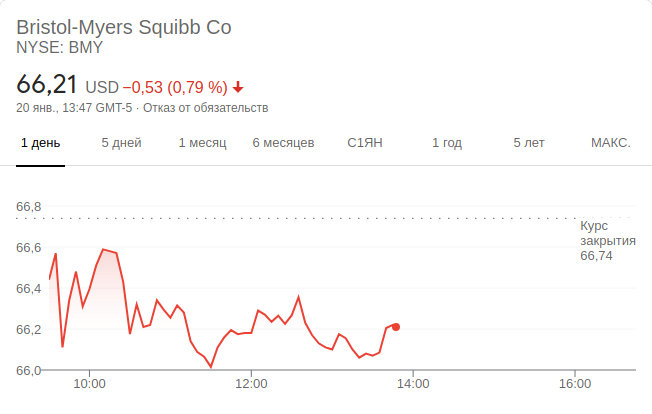 Bristol-Myers Squibb Co
NYSE: BMY
66,21 USD −0,53 (0,79 %)
20 янв., 13:47 GMT-5 · Отказ от обязательств
1 день 5 дней 1 месяц 6 месяцев С1ЯН 1 год 5 лет МАКС.
66,8
Курс
закрытия
66,74
66,6
66,4
66,2
66,0
10:00 12:00 14:00 16:00